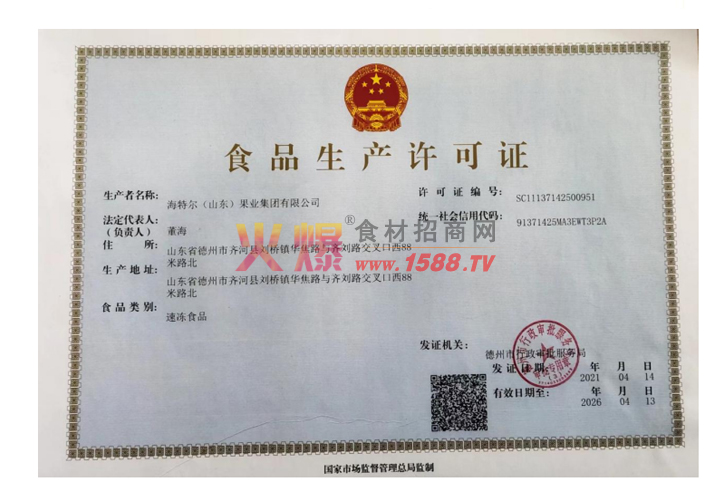 食品生产许可证
生产者名称: 海特尔（山东）果业集团有限公司
许可证编号: SC11137142500951
法定代表人:
（负责人） 董海
统一社会信用代码: 91371425MA3EWT3P2A
住 所: 山东省德州市齐河县刘桥镇华焦路与齐刘路交叉口西88
米路北
生产地址: 山东省德州市齐河县刘桥镇华焦路与齐刘路交叉口西88
米路北
食品类别: 速冻食品
火爆®食材招商网
www.1588.TV
发证机关: 德州市行政审批服务局
发证日期: 2021 年 04 月 14 日
有效日期至: 2026 年 04 月 13 日
国家市场监督管理总局监制